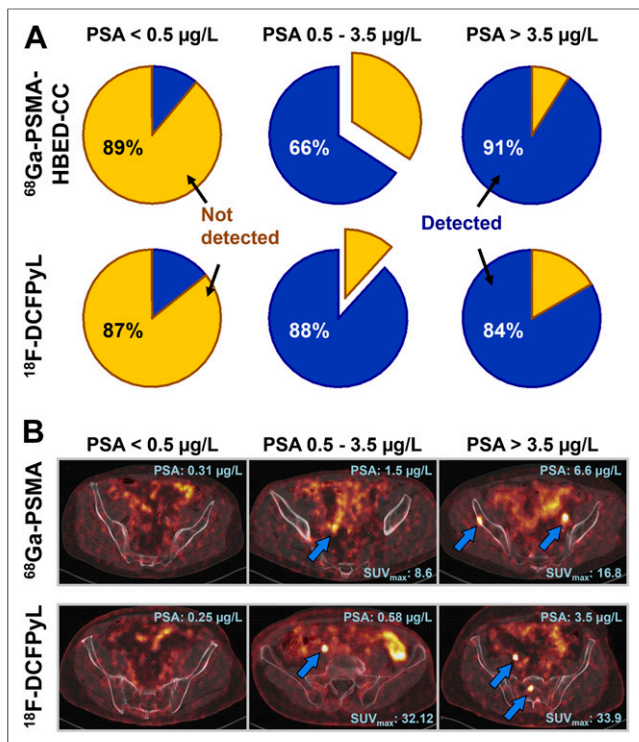 A
PSA < 0.5 µg/L
PSA 0.5 - 3.5 µg/L
PSA > 3.5 µg/L
⁶⁸Ga-PSMA-
HBED-CC
89%
66%
91%
Not
detected
Detected
¹⁸F-DCFPyL
87%
88%
84%
B
PSA < 0.5 µg/L
PSA 0.5 - 3.5 µg/L
PSA > 3.5 µg/L
⁶⁸Ga-PSMA
PSA: 0.31 µg/L
PSA: 1.5 µg/L
SUVmax: 8.6
PSA: 6.6 µg/L
SUVmax: 16.8
¹⁸F-DCFPyL
PSA: 0.25 µg/L
PSA: 0.58 µg/L
SUVmax: 32.12
PSA: 3.5 µg/L
SUVmax: 33.9